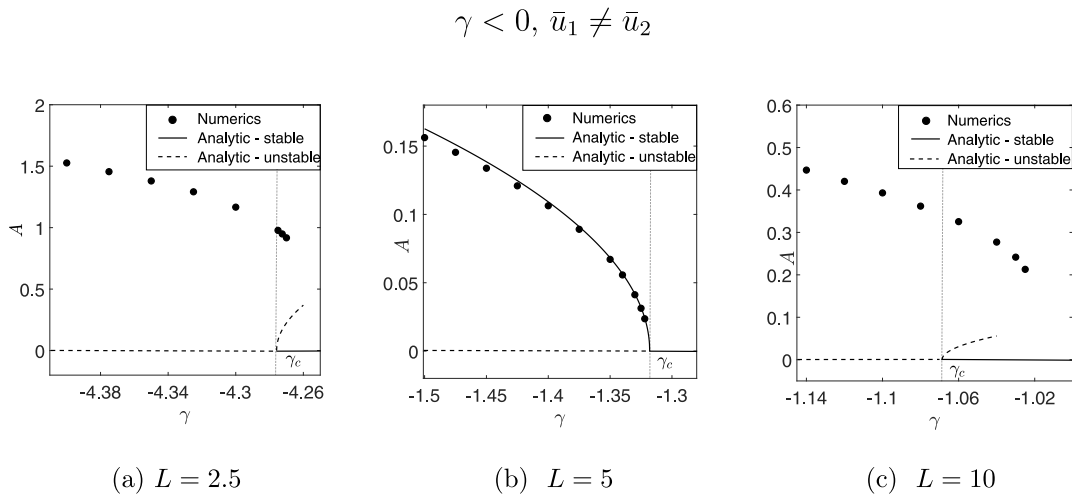 γ < 0, ū₁ ≠ ū₂
Numerics
Analytic - stable
Analytic - unstable
2
1.5
1
0.5
0
A
γc
-4.38
-4.34
-4.3
-4.26
γ
(a) L = 2.5
Numerics
Analytic - stable
Analytic - unstable
0.15
0.1
0.05
0
A
γc
-1.5
-1.45
-1.4
-1.35
-1.3
γ
(b) L = 5
Numerics
Analytic - stable
Analytic - unstable
0.6
0.5
0.4
0.3
0.2
0.1
0
A
γc
-1.14
-1.1
-1.06
-1.02
γ
(c) L = 10